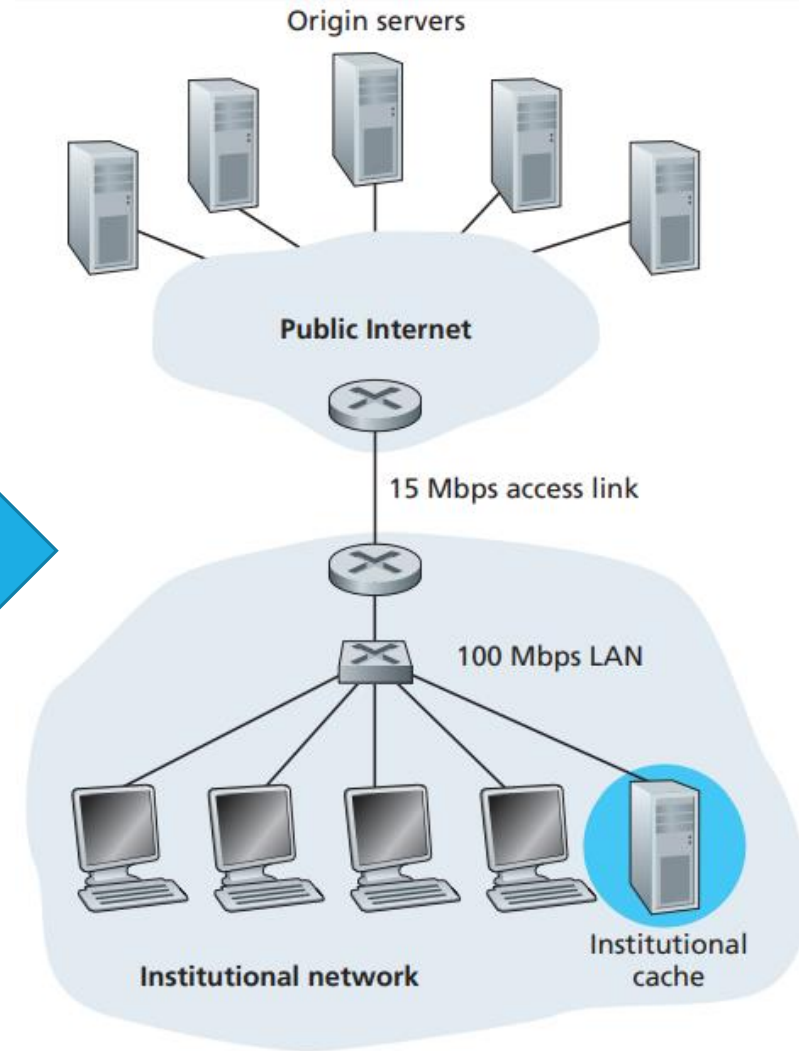 Origin servers
Public Internet
15 Mbps access link
100 Mbps LAN
Institutional network
Institutional
cache